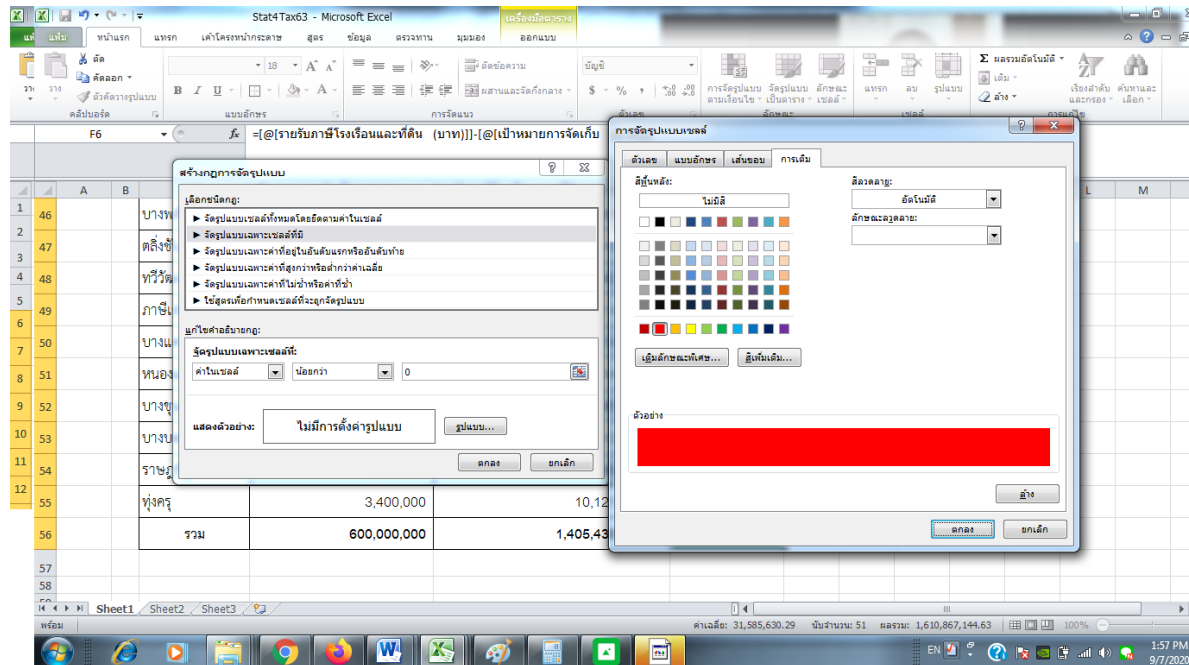 Stat4Tax63 - Microsoft Excel
เครื่องมือตาราง
แฟ้ม หน้าแรก แทรก เค้าโครงหน้ากระดาษ สูตร ข้อมูล ตรวจทาน มุมมอง ออกแบบ
ตัด
คัดลอก
ตัวคัดวางรูปแบบ
วาง
คลิปบอร์ด
18
B I U
แบบอักษร
ตัดข้อความ
ผสานและจัดกึ่งกลาง
การจัดแนว
บัญชี
$ % ,
ตัวเลข
การจัดรูปแบบตามเงื่อนไข
จัดรูปแบบเป็นตาราง
ลักษณะเซลล์
ลักษณะ
แทรก ลบ รูปแบบ
เซลล์
Σ ผลรวมอัตโนมัติ
เติม
ล้าง
เรียงลำดับและกรอง
ค้นหาและเลือก
การแก้ไข
F6
fx =[@[รายรับภาษีโรงเรือนและที่ดิน (บาท)]]-[@[เป้าหมายการจัดเก็บ
A B L M
1 2 3 4 5 6 7 8 9 10 11 12
46 บางพ
47 ตลิ่งชั
48 ทวีวัฒ
49 ภาษีเ
50 บางแ
51 หนอง
52 บางขุ
53 บางบ
54 ราษฎ
55 ทุ่งครุ 3,400,000 10,12
56 รวม 600,000,000 1,405,43
57
58
สร้างกฎการจัดรูปแบบ
เลือกชนิดกฎ:
► จัดรูปแบบเซลล์ทั้งหมดโดยยึดตามค่าในเซลล์
► จัดรูปแบบเฉพาะเซลล์ที่มี
► จัดรูปแบบเฉพาะค่าที่อยู่ในอันดับแรกหรืออันดับท้าย
► จัดรูปแบบเฉพาะค่าที่สูงกว่าหรือต่ำกว่าค่าเฉลี่ย
► จัดรูปแบบเฉพาะค่าที่ไม่ซ้ำหรือค่าที่ซ้ำ
► ใช้สูตรเพื่อกำหนดเซลล์ที่จะถูกจัดรูปแบบ
แก้ไขคำอธิบายกฎ:
จัดรูปแบบเฉพาะเซลล์ที่:
ค่าในเซลล์ น้อยกว่า 0
แสดงตัวอย่าง: ไม่มีการตั้งค่ารูปแบบ รูปแบบ...
ตกลง ยกเลิก
การจัดรูปแบบเซลล์
ตัวเลข แบบอักษร เส้นขอบ การเติม
สีพื้นหลัง:
ไม่มีสี
สีลวดลาย:
อัตโนมัติ
ลักษณะลวดลาย:
เติมลักษณะพิเศษ... สีเพิ่มเติม...
ตัวอย่าง
ล้าง
ตกลง ยกเลิก
Sheet1 Sheet2 Sheet3
พร้อม
ค่าเฉลี่ย: 31,585,630.29 นับจำนวน: 51 ผลรวม: 1,610,867,144.63 100%
EN
1:57 PM
9/7/2020